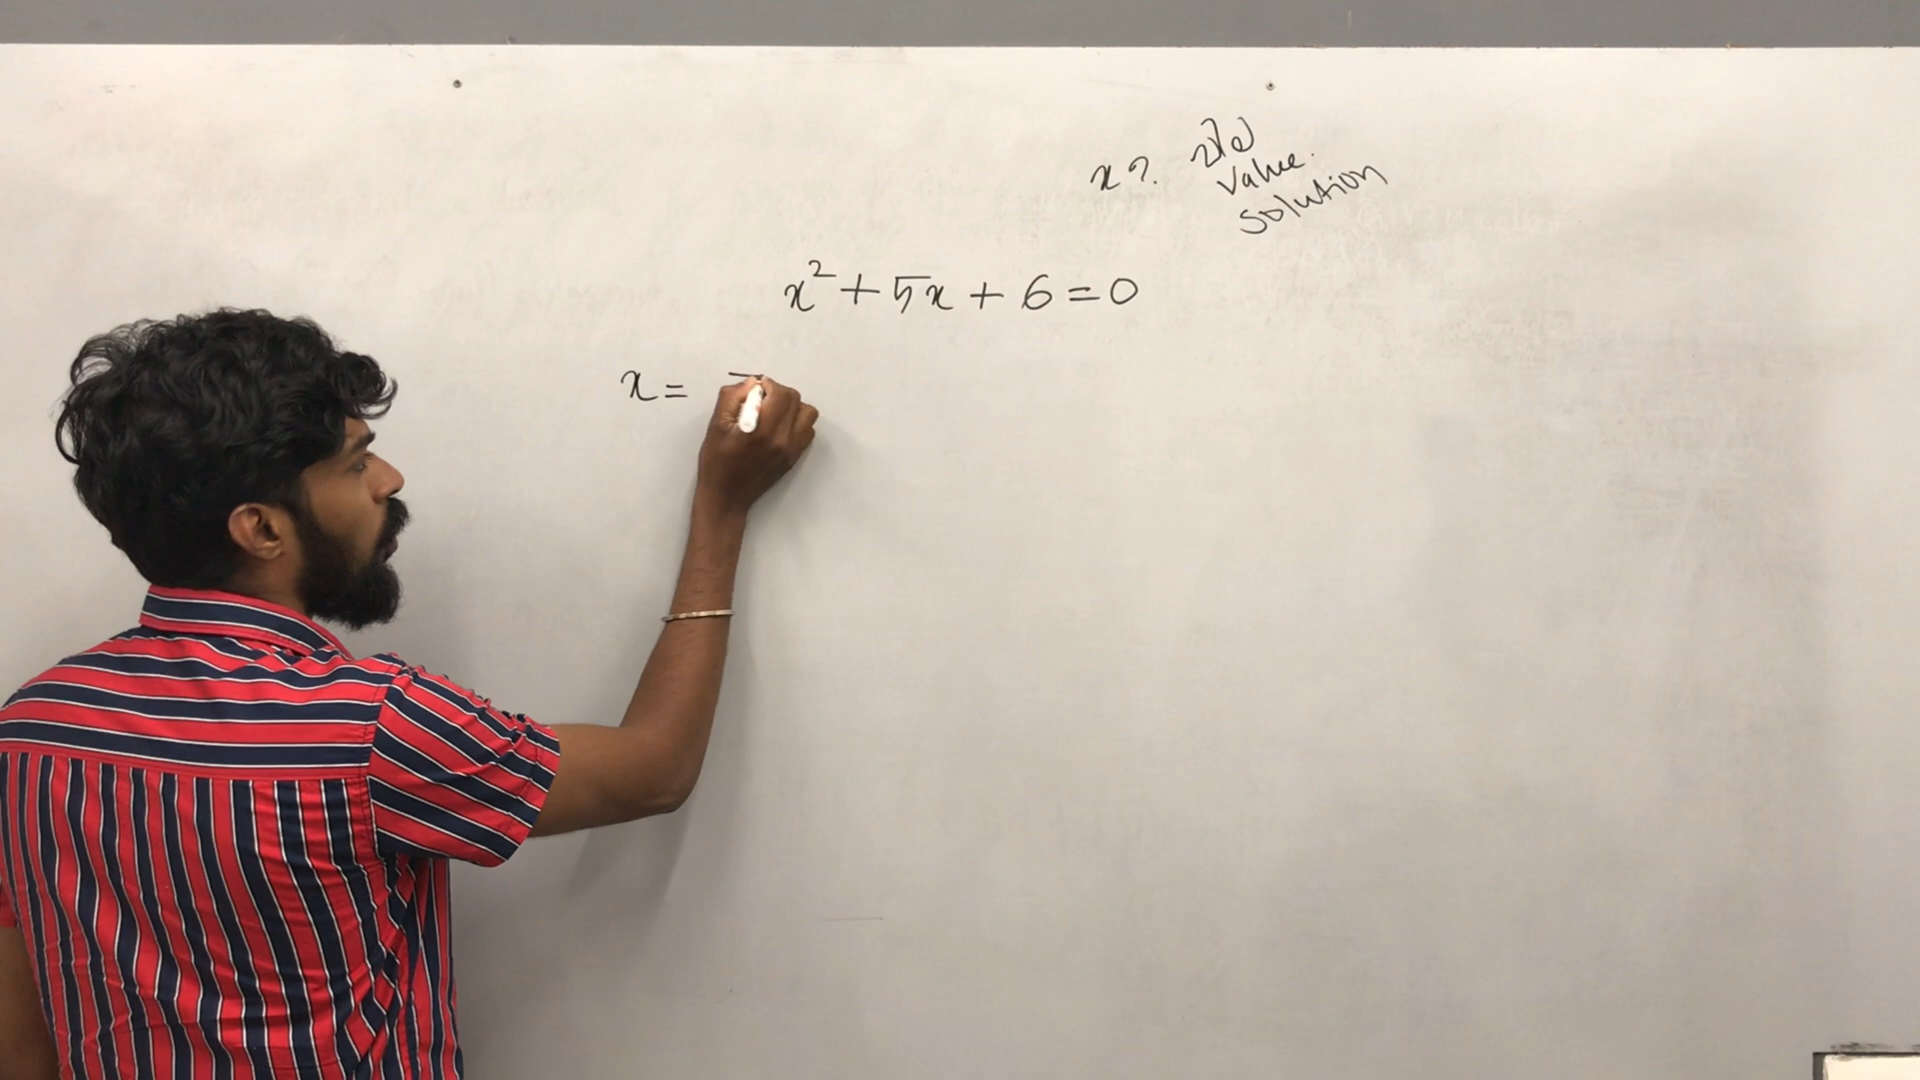 x?
value.
solution
x² + 5x + 6 = 0
x =